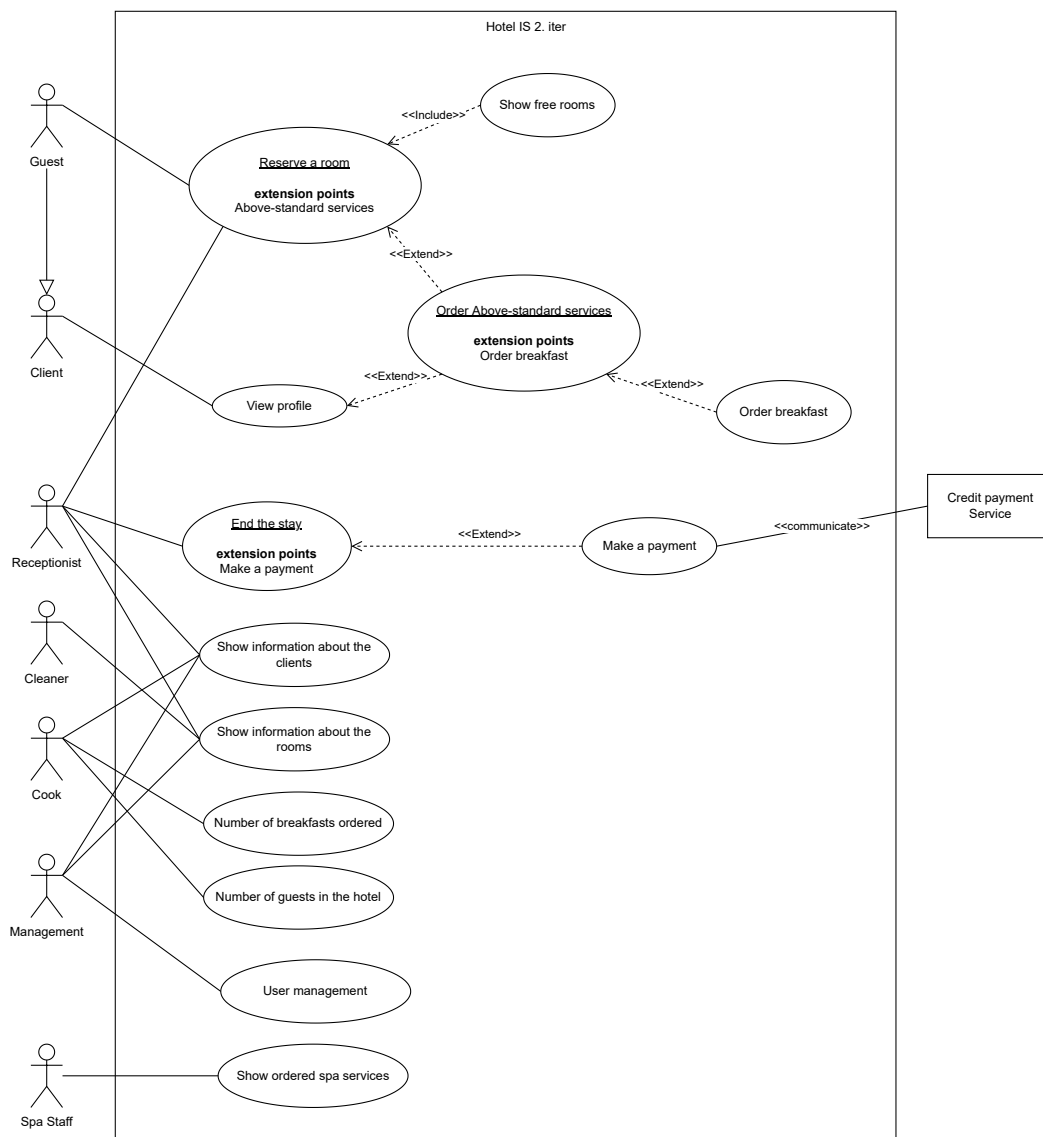 Hotel IS 2. iter
Show free rooms
<<Include>>
Guest
Reserve a room
extension points
Above-standard services
<<Extend>>
Order Above-standard services
extension points
Order breakfast
Client
<<Extend>>
<<Extend>>
View profile
Order breakfast
Receptionist
End the stay
extension points
Make a payment
<<Extend>>
Make a payment
<<communicate>>
Credit payment
Service
Cleaner
Show information about the
clients
Cook
Show information about the
rooms
Number of breakfasts ordered
Management
Number of guests in the hotel
User management
Show ordered spa services
Spa Staff